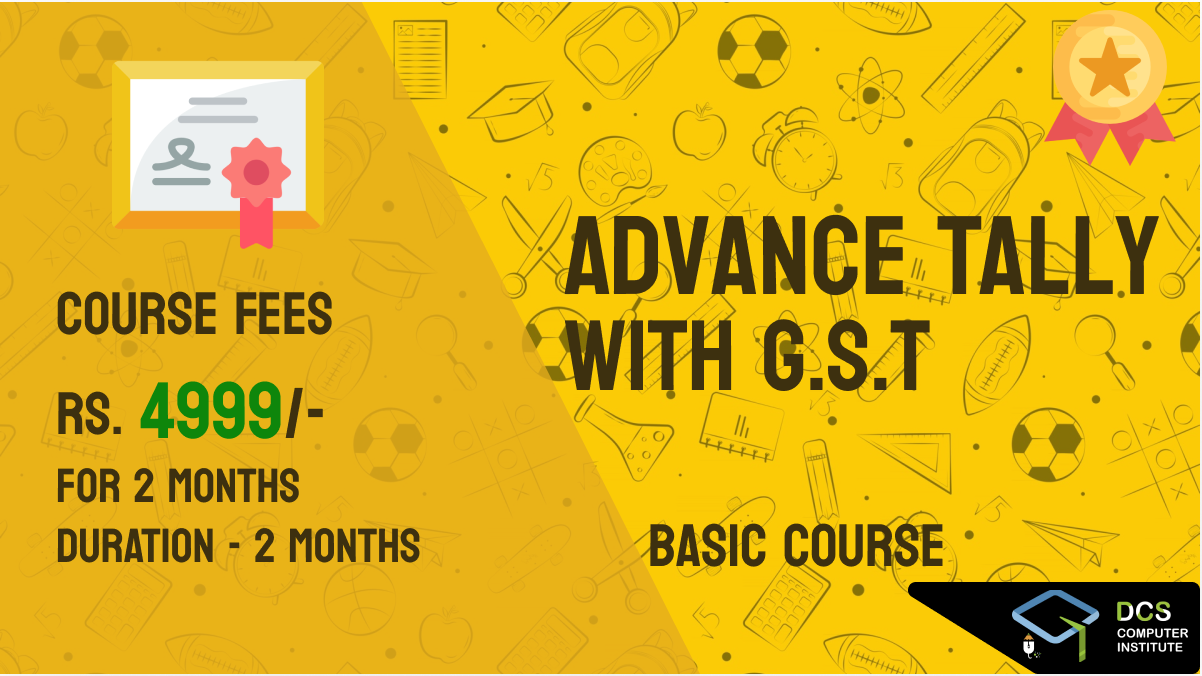 COURSE FEES
RS. 4999/-
FOR 2 MONTHS
DURATION - 2 MONTHS
ADVANCE TALLY
WITH G.S.T
BASIC COURSE
DCS
COMPUTER
INSTITUTE